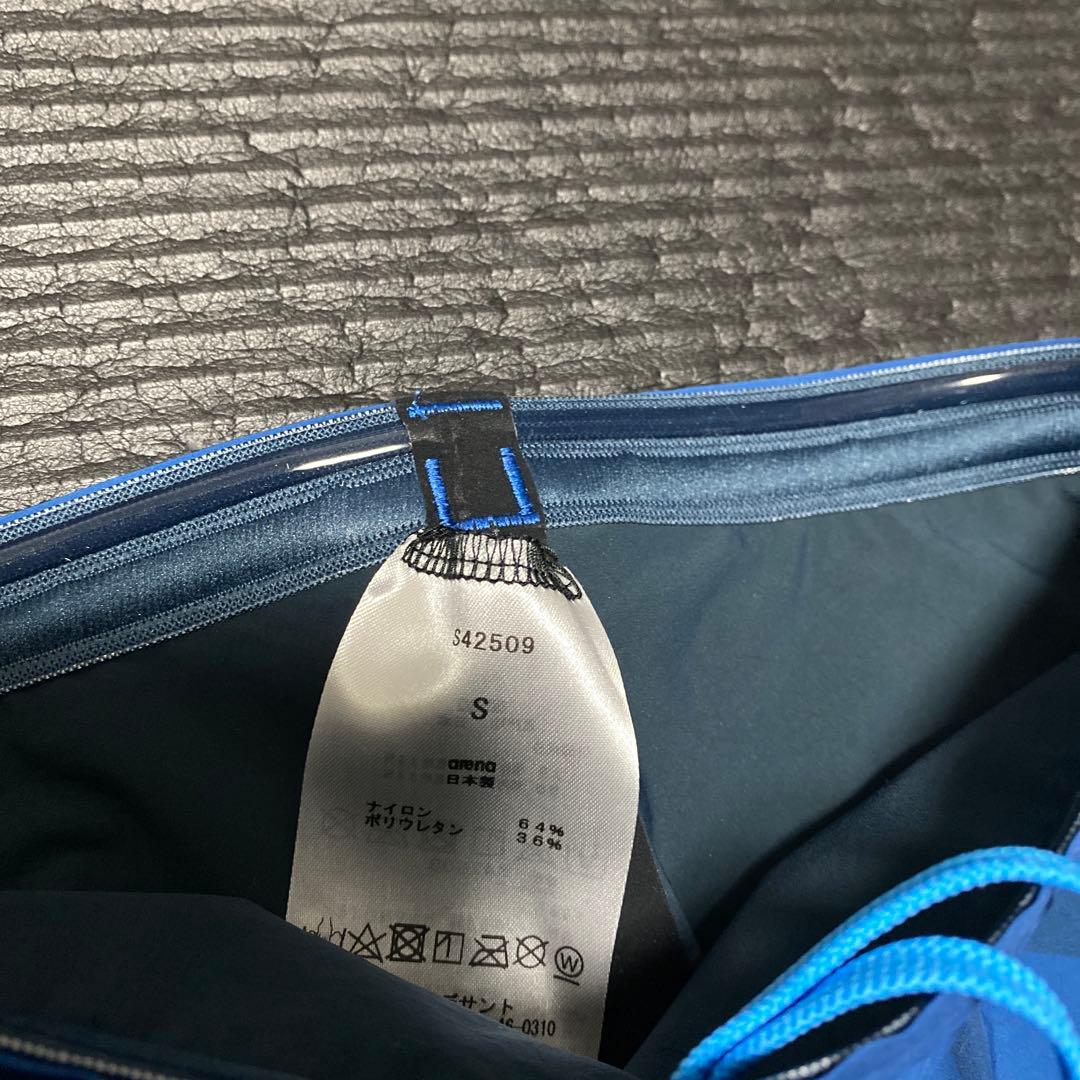 S42509
S
arena
日本製
ナイロン 64%
ポリウレタン 36%
W
サント
-0310